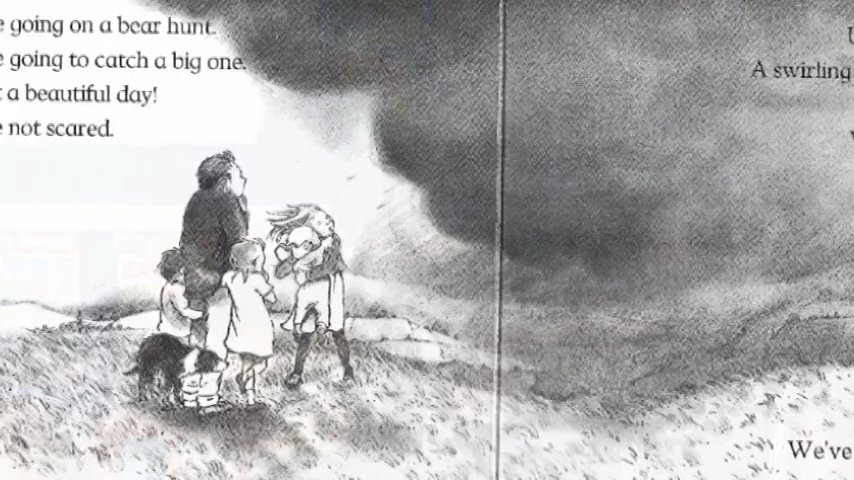 e going on a bear hunt.
e going to catch a big one.
a beautiful day!
e not scared.
U
A swirling
We've